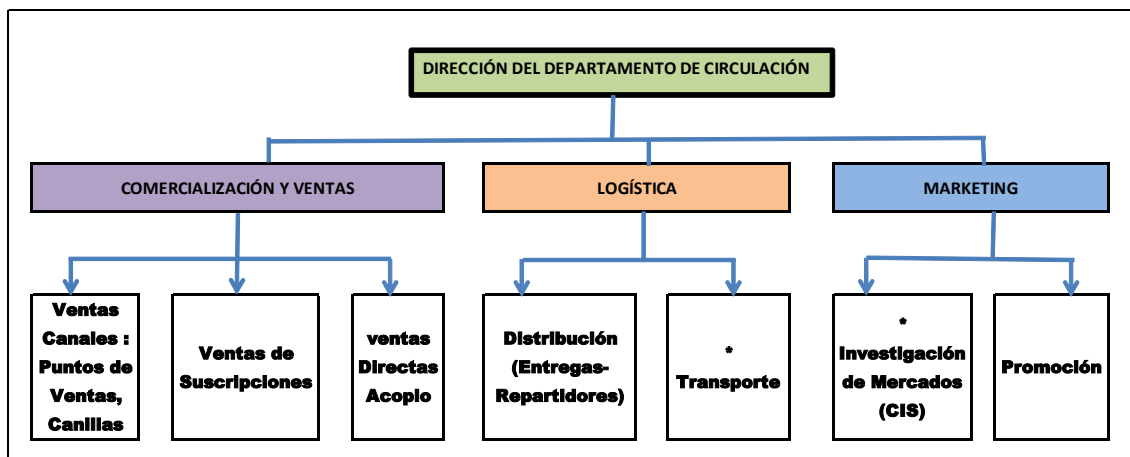 DIRECCIÓN DEL DEPARTAMENTO DE CIRCULACIÓN
COMERCIALIZACIÓN Y VENTAS
LOGÍSTICA
MARKETING
Ventas
Canales :
Puntos de
Ventas,
Canillas
Ventas de
Suscripciones
ventas
Directas
Acopio
Distribución
(Entregas-
Repartidores)
*
Transporte
*
Investigación
de Mercados
(CIS)
Promoción